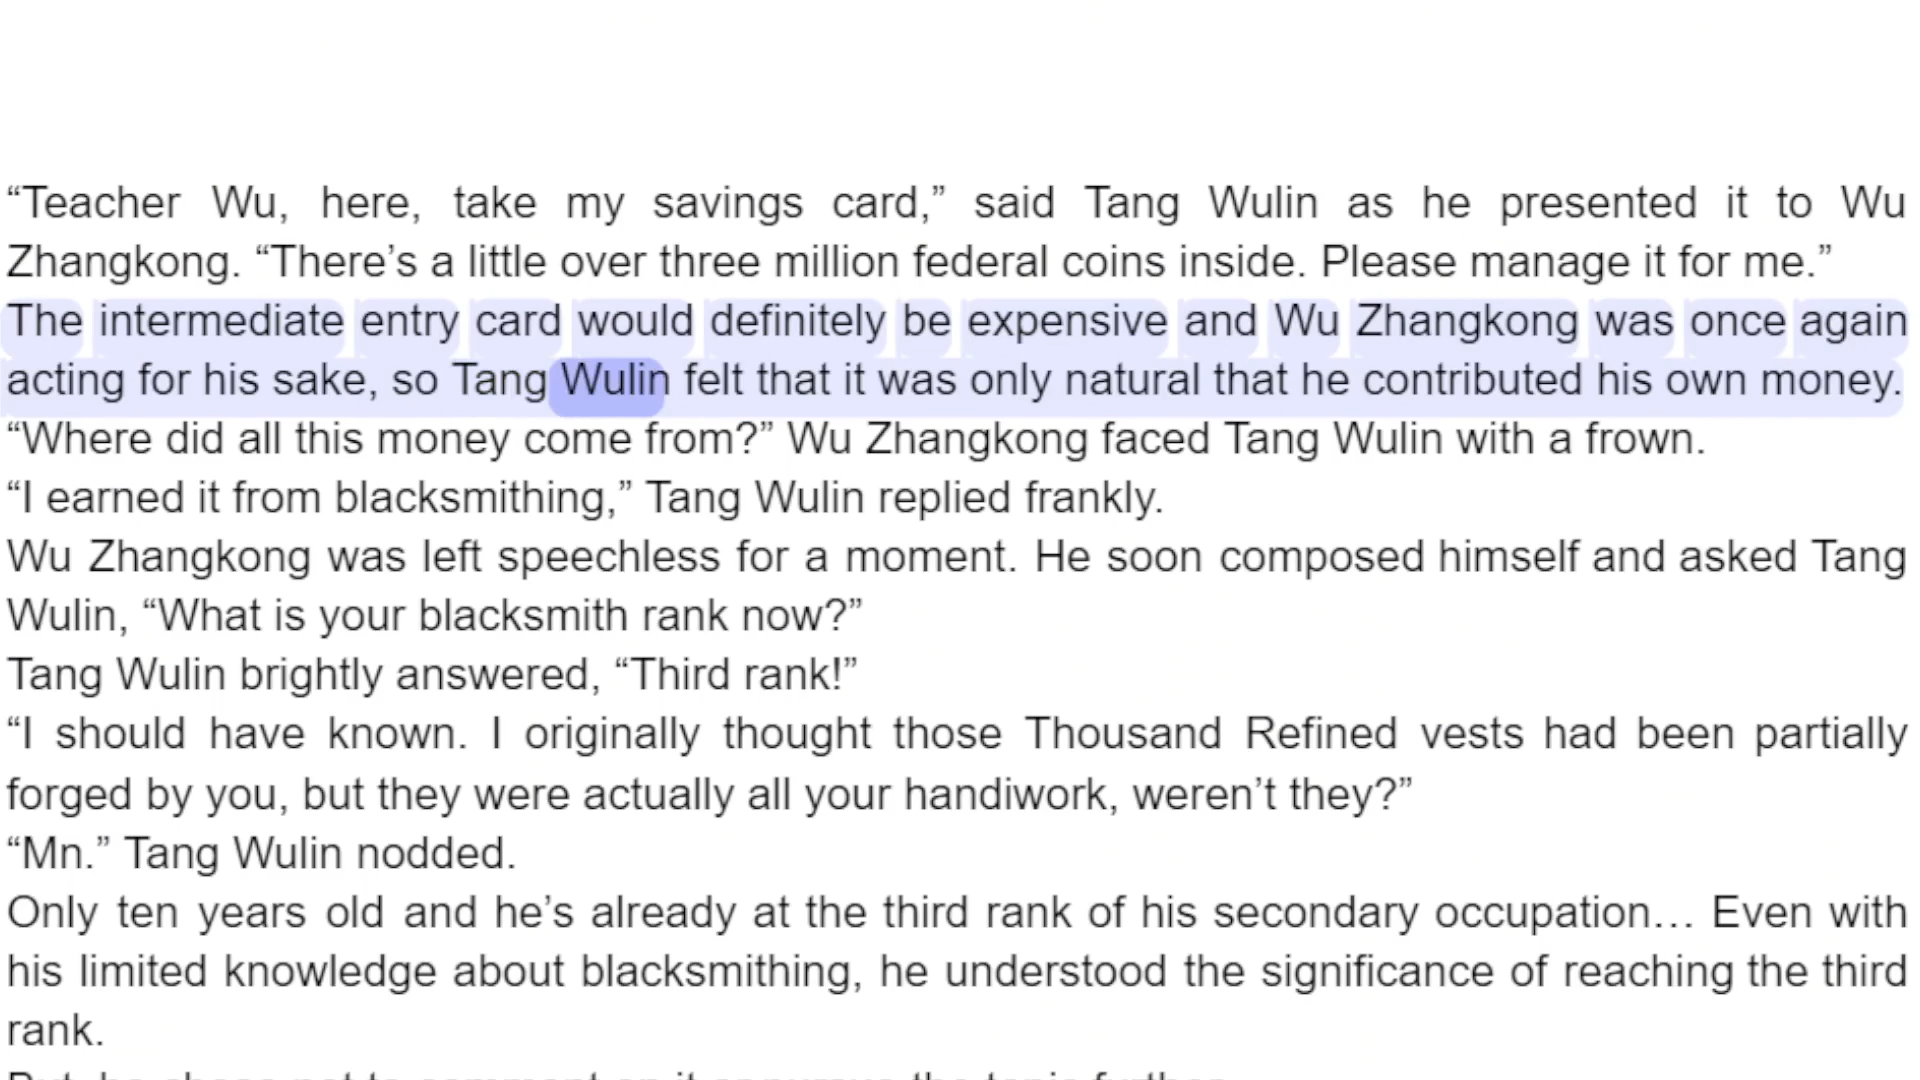 “Teacher Wu, here, take my savings card,” said Tang Wulin as he presented it to Wu
Zhangkong. “There’s a little over three million federal coins inside. Please manage it for me.”
The intermediate entry card would definitely be expensive and Wu Zhangkong was once again
acting for his sake, so Tang Wulin felt that it was only natural that he contributed his own money.
“Where did all this money come from?” Wu Zhangkong faced Tang Wulin with a frown.
“I earned it from blacksmithing,” Tang Wulin replied frankly.
Wu Zhangkong was left speechless for a moment. He soon composed himself and asked Tang
Wulin, “What is your blacksmith rank now?”
Tang Wulin brightly answered, “Third rank!”
“I should have known. I originally thought those Thousand Refined vests had been partially
forged by you, but they were actually all your handiwork, weren’t they?”
“Mn.” Tang Wulin nodded.
Only ten years old and he’s already at the third rank of his secondary occupation… Even with
his limited knowledge about blacksmithing, he understood the significance of reaching the third
rank.